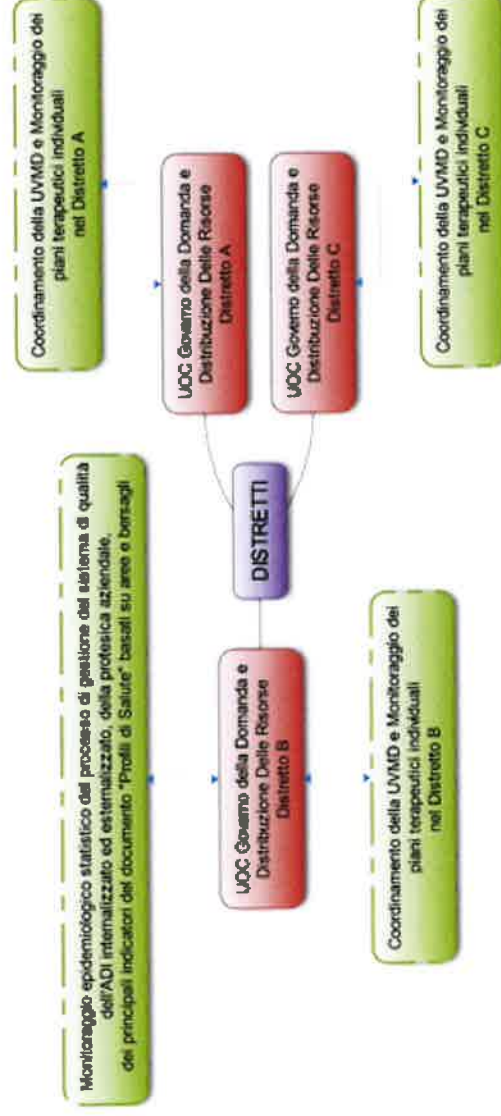 Monitoraggio epidemiologico statistico del processo di gestione del sistema di qualità
dell'ADI internalizzato ed esternalizzato, della protesica aziendale,
dei principali indicatori del documento "Profili di Salute" basati su aree e bersagli
Coordinamento della UVMD e Monitoraggio dei
piani terapeutici individuali
nel Distretto A
UOC Governo della Domanda e
Distribuzione Delle Risorse
Distretto B
DISTRETTI
UOC Governo della Domanda e
Distribuzione Delle Risorse
Distretto A
UOC Governo della Domanda e
Distribuzione Delle Risorse
Distretto C
Coordinamento della UVMD e Monitoraggio dei
piani terapeutici individuali
nel Distretto B
Coordinamento della UVMD e Monitoraggio dei
piani terapeutici individuali
nel Distretto C